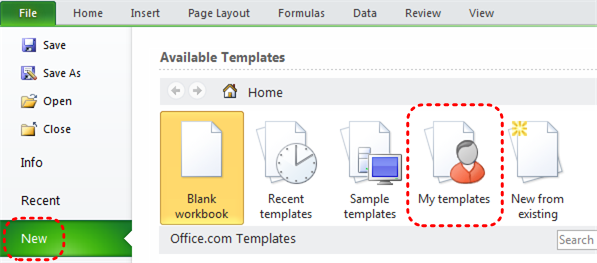 File Home Insert Page Layout Formulas Data Review View
Save
Save As
Open
Close
Info
Recent
New
Available Templates
Home
Blank
workbook
Recent
templates
Sample
templates
My templates
New from
existing
Office.com Templates
Search